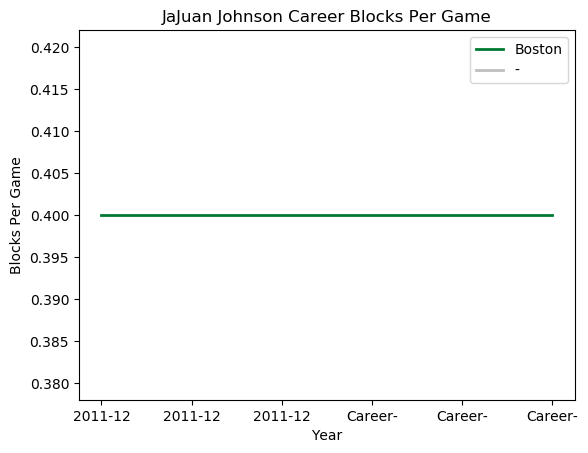 JaJuan Johnson Career Blocks Per Game
Boston
-
0.420
0.415
0.410
0.405
0.400
0.395
0.390
0.385
0.380
Blocks Per Game
2011-12 2011-12 2011-12 Career- Career- Career-
Year